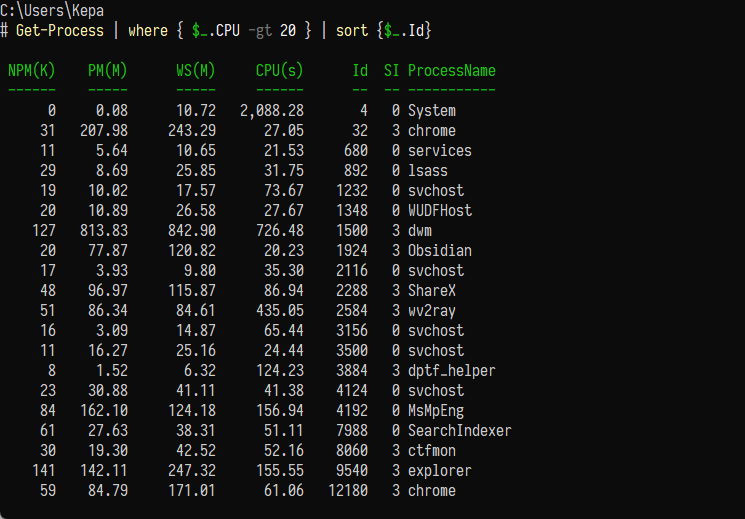 C:\Users\Kepa
# Get-Process | where { $_.CPU -gt 20 } | sort {$_.Id}
NPM(K) PM(M) WS(M) CPU(s) Id SI ProcessName
------ ----- ----- ------ -- -- -----------
0 0.08 10.72 2,088.28 4 0 System
31 207.98 243.29 27.05 32 3 chrome
11 5.64 10.65 21.53 680 0 services
29 8.69 25.85 31.75 892 0 lsass
19 10.02 17.57 73.67 1232 0 svchost
20 10.89 26.58 27.67 1348 0 WUDFHost
127 813.83 842.90 726.48 1500 3 dwm
20 77.87 120.82 20.23 1924 3 Obsidian
17 3.93 9.80 35.30 2116 0 svchost
48 96.97 115.87 86.94 2288 3 ShareX
51 86.34 84.61 435.05 2584 3 wv2ray
16 3.09 14.87 65.44 3156 0 svchost
11 16.27 25.16 24.44 3500 0 svchost
8 1.52 6.32 124.23 3884 3 dptf_helper
23 30.88 41.11 41.38 4124 0 svchost
84 162.10 124.18 156.94 4192 0 MsMpEng
61 27.63 38.31 51.11 7988 0 SearchIndexer
30 19.30 42.52 52.16 8060 3 ctfmon
141 142.11 247.32 155.55 9540 3 explorer
59 84.79 171.01 61.06 12180 3 chrome